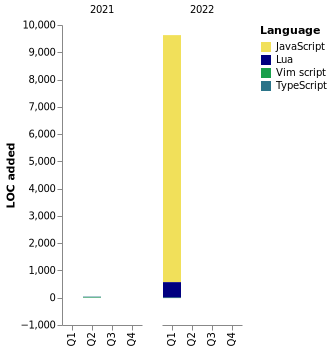 2021 2022
Language
JavaScript
Lua
Vim script
TypeScript
LOC added
10,000
9,000
8,000
7,000
6,000
5,000
4,000
3,000
2,000
1,000
0
−1,000
Q1 Q2 Q3 Q4 Q1 Q2 Q3 Q4